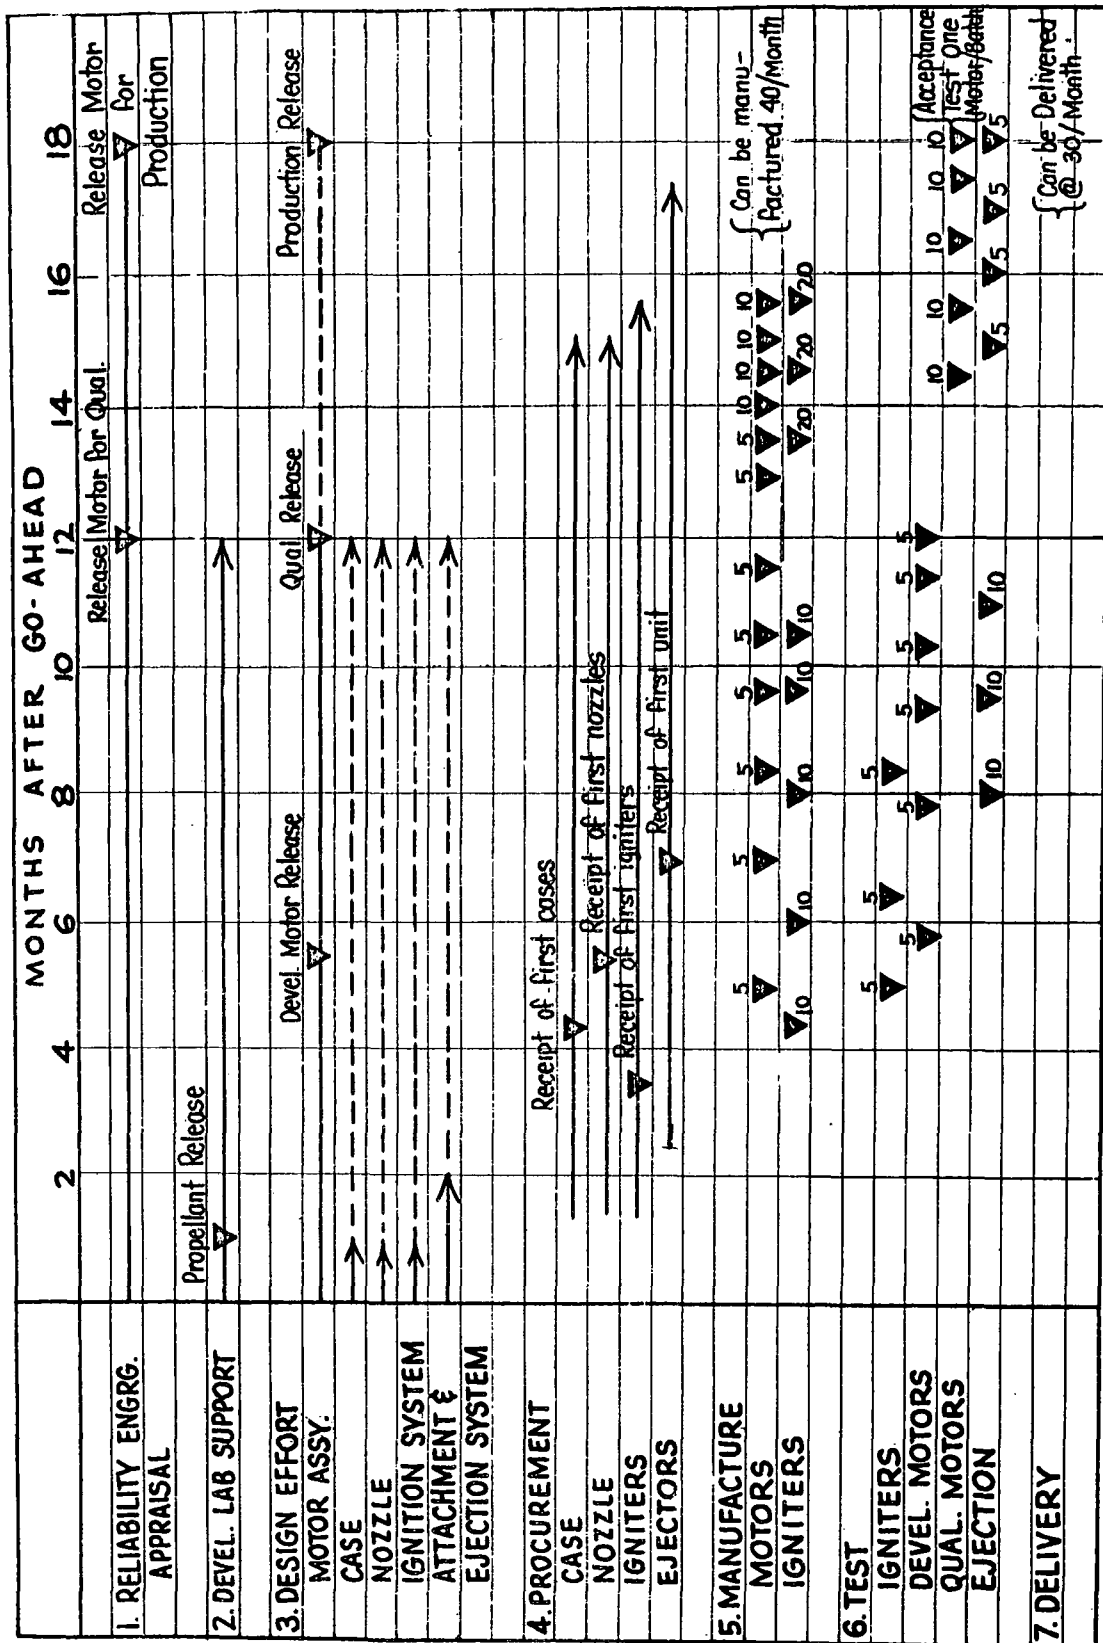 MONTHS AFTER GO-AHEAD
2 4 6 8 10 12 14 16 18
1. RELIABILITY ENGRG.
APPRAISAL
Release Motor for Qual.
Release Motor
for
Production
2. DEVEL. LAB SUPPORT
Propellant Release
3. DESIGN EFFORT
MOTOR ASSY.
Devel. Motor Release
Qual Release
Production Release
CASE
NOZZLE
IGNITION SYSTEM
ATTACHMENT &
EJECTION SYSTEM
4. PROCUREMENT
CASE
Receipt of first cases
NOZZLE
Receipt of first nozzles
IGNITERS
Receipt of first igniters
EJECTORS
Receipt of first unit
5. MANUFACTURE
MOTORS
5 5 5 5 5 5 5 5 10 10 10 10
Can be manu-
factured 40/Month
IGNITERS
10 10 10 10 10 20 20 20
6. TEST
IGNITERS
5 5 5
DEVEL. MOTORS
5 5 5 5 5 5
QUAL. MOTORS
10 10 10 10 10
Acceptance
Test One
Motor/Batch
EJECTION
10 10 10 5 5 5 5
7. DELIVERY
Can be Delivered
@ 30/Month.